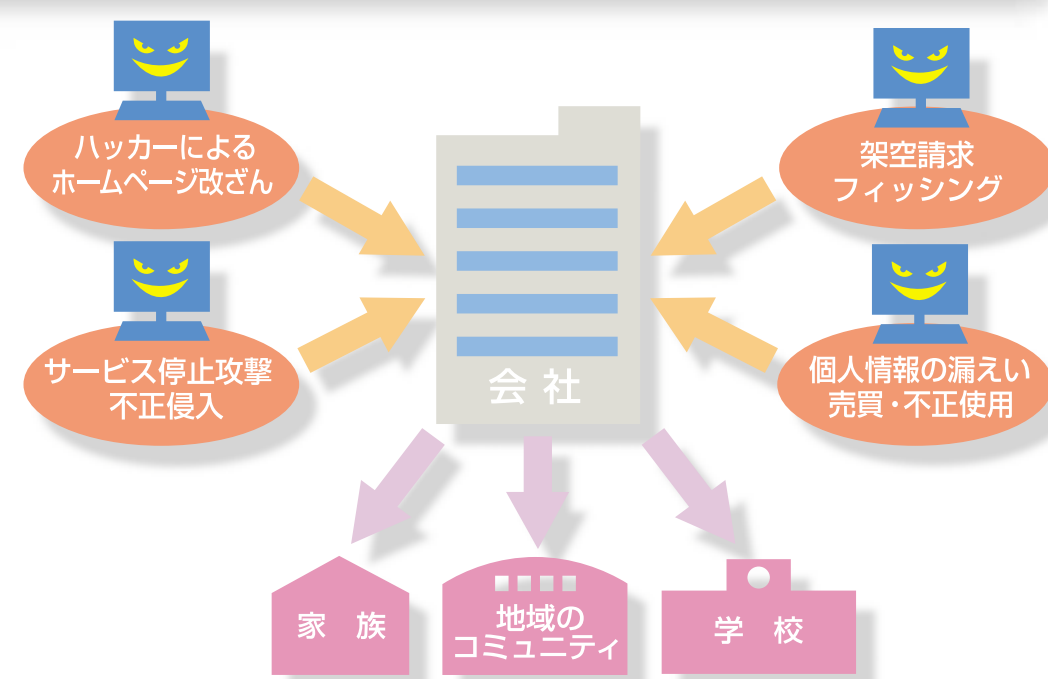 ハッカーによる
ホームページ改ざん
架空請求
フィッシング
サービス停止攻撃
不正侵入
個人情報の漏えい
売買・不正使用
会社
家族
地域の
コミュニティ
学校